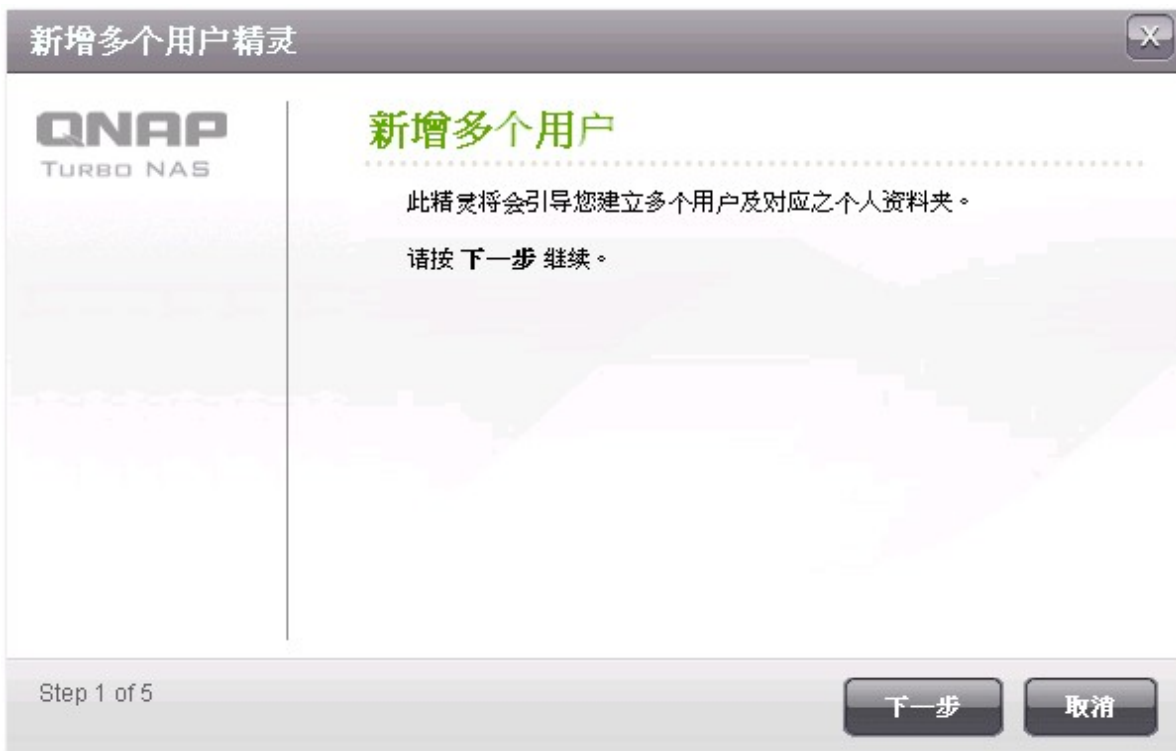 新增多个用户精灵
X
QNAP
TURBO NAS
新增多个用户
此精灵将会引导您建立多个用户及对应之个人资料夹。
请按 下一步 继续。
Step 1 of 5
下一步
取消